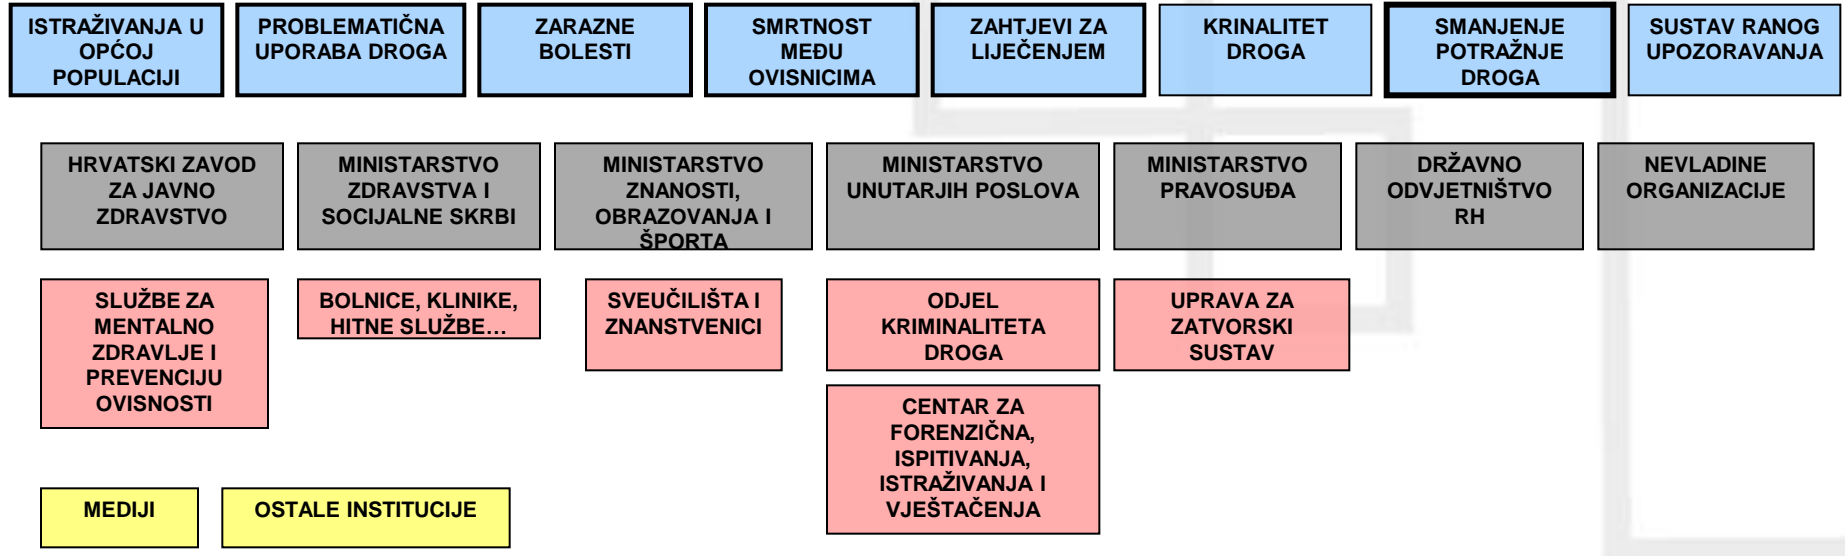 ISTRAŽIVANJA U
OPĆOJ
POPULACIJI
PROBLEMATIČNA
UPORABA DROGA
ZARAZNE
BOLESTI
SMRTNOST
MEĐU
OVISNICIMA
ZAHTJEVI ZA
LIJEČENJEM
KRINALITET
DROGA
SMANJENJE
POTRAŽNJE
DROGA
SUSTAV RANOG
UPOZORAVANJA
HRVATSKI ZAVOD
ZA JAVNO
ZDRAVSTVO
MINISTARSTVO
ZDRAVSTVA I
SOCIJALNE SKRBI
MINISTARSTVO
ZNANOSTI,
OBRAZOVANJA I
ŠPORTA
MINISTARSTVO
UNUTARJIH POSLOVA
MINISTARSTVO
PRAVOSUĐA
DRŽAVNO
ODVJETNIŠTVO
RH
NEVLADINE
ORGANIZACIJE
SLUŽBE ZA
MENTALNO
ZDRAVLJE I
PREVENCIJU
OVISNOSTI
BOLNICE, KLINIKE,
HITNE SLUŽBE…
SVEUČILIŠTA I
ZNANSTVENICI
ODJEL
KRIMINALITETA
DROGA
UPRAVA ZA
ZATVORSKI
SUSTAV
CENTAR ZA
FORENZIČNA,
ISPITIVANJA,
ISTRAŽIVANJA I
VJEŠTAČENJA
MEDIJI
OSTALE INSTITUCIJE